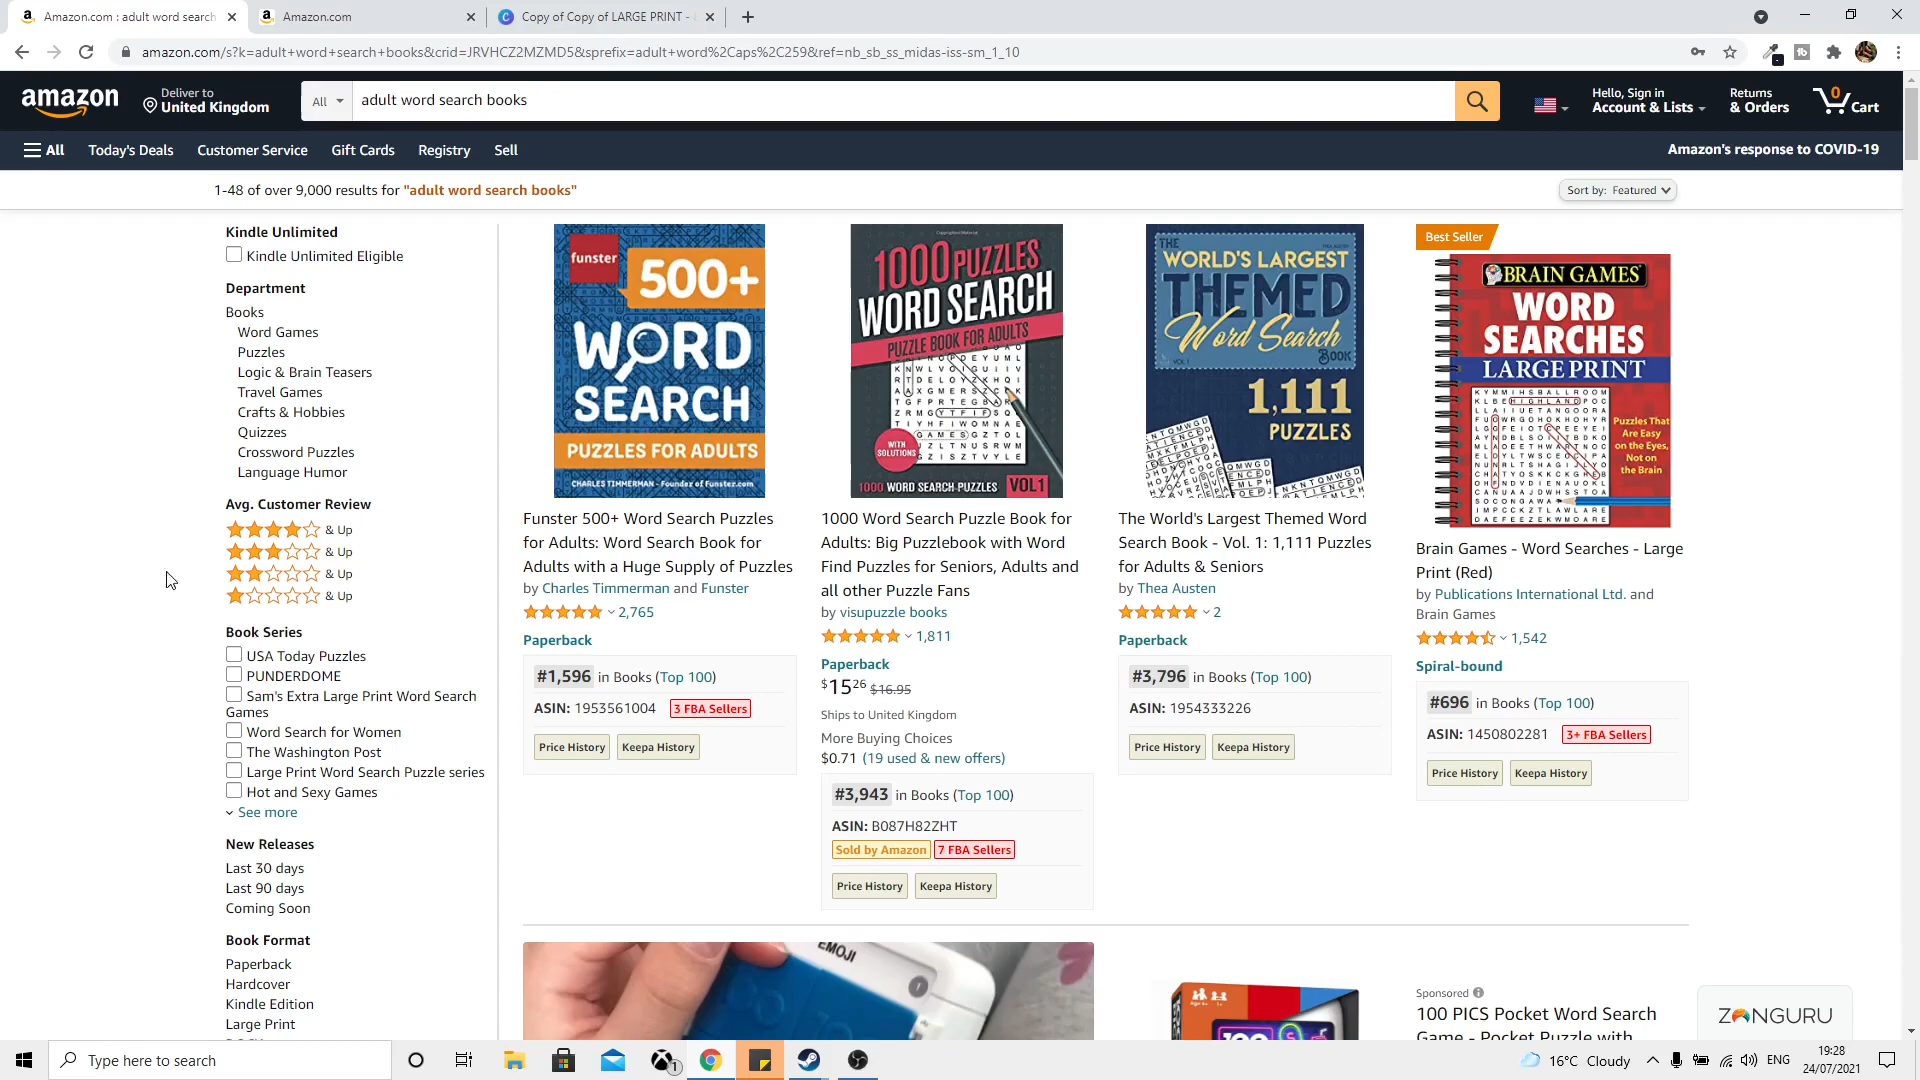 Amazon.com : adult word search
Amazon.com
Copy of Copy of LARGE PRINT -
amazon.com/s?k=adult+word+search+books&crid=JRVHCZ2MZMD5&sprefix=adult+word%2Caps%2C259&ref=nb_sb_ss_midas-iss-sm_1_10
amazon
Deliver to
United Kingdom
All
adult word search books
Hello, Sign in
Account & Lists
Returns
& Orders
0
Cart
All
Today's Deals
Customer Service
Gift Cards
Registry
Sell
Amazon's response to COVID-19
1-48 of over 9,000 results for "adult word search books"
Sort by: Featured
Kindle Unlimited
Kindle Unlimited Eligible
Department
Books
Word Games
Puzzles
Logic & Brain Teasers
Travel Games
Crafts & Hobbies
Quizzes
Crossword Puzzles
Language Humor
Avg. Customer Review
& Up
& Up
& Up
& Up
Book Series
USA Today Puzzles
PUNDERDOME
Sam's Extra Large Print Word Search
Games
Word Search for Women
The Washington Post
Large Print Word Search Puzzle series
Hot and Sexy Games
See more
New Releases
Last 30 days
Last 90 days
Coming Soon
Book Format
Paperback
Hardcover
Kindle Edition
Large Print
funster
500+
WORD
SEARCH
PUZZLES FOR ADULTS
CHARLES TIMMERMAN - Founder of Funster.com
Funster 500+ Word Search Puzzles
for Adults: Word Search Book for
Adults with a Huge Supply of Puzzles
by Charles Timmerman and Funster
2,765
Paperback
#1,596 in Books (Top 100)
ASIN: 1953561004 3 FBA Sellers
Price History
Keepa History
1000 PUZZLES
WORD SEARCH
PUZZLE BOOK FOR ADULTS
WITH
SOLUTIONS
1000 WORD SEARCH PUZZLES VOL1
1000 Word Search Puzzle Book for
Adults: Big Puzzlebook with Word
Find Puzzles for Seniors, Adults and
all other Puzzle Fans
by visupuzzle books
1,811
Paperback
$15 26 $16.95
Ships to United Kingdom
More Buying Choices
$0.71 (19 used & new offers)
#3,943 in Books (Top 100)
ASIN: B087H82ZHT
Sold by Amazon 7 FBA Sellers
Price History
Keepa History
THE
WORLD'S LARGEST
THEMED
Word Search
VOL 1 BOOK
1,111
PUZZLES
The World's Largest Themed Word
Search Book - Vol. 1: 1,111 Puzzles
for Adults & Seniors
by Thea Austen
2
Paperback
#3,796 in Books (Top 100)
ASIN: 1954333226
Price History
Keepa History
Best Seller
BRAIN GAMES
WORD
SEARCHES
LARGE PRINT
Puzzles That
Are Easy
on the Eyes,
Not on
the Brain
Brain Games - Word Searches - Large
Print (Red)
by Publications International Ltd. and
Brain Games
1,542
Spiral-bound
#696 in Books (Top 100)
ASIN: 1450802281 3+ FBA Sellers
Price History
Keepa History
EMOJI
Sponsored
100 PICS Pocket Word Search
Game - Pocket Puzzle with
ZONGURU
Type here to search
1
16°C Cloudy
ENG
19:28
24/07/2021